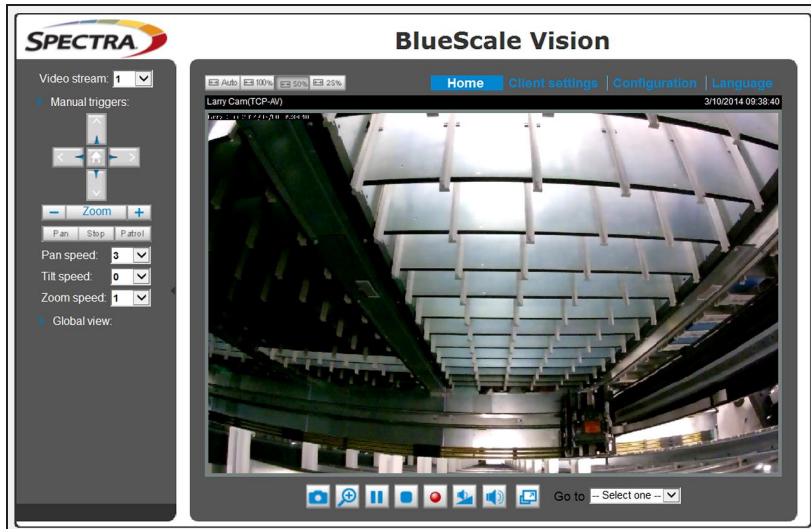 SPECTRA
BlueScale Vision
Video stream: 1
Manual triggers:
Zoom
Pan Stop Patrol
Pan speed: 3
Tilt speed: 0
Zoom speed: 1
Global view:
Auto 100% 50% 25%
Home Client settings Configuration Language
Larry Cam(TCP-AV) 3/10/2014 09:38:40
Go to -- Select one --